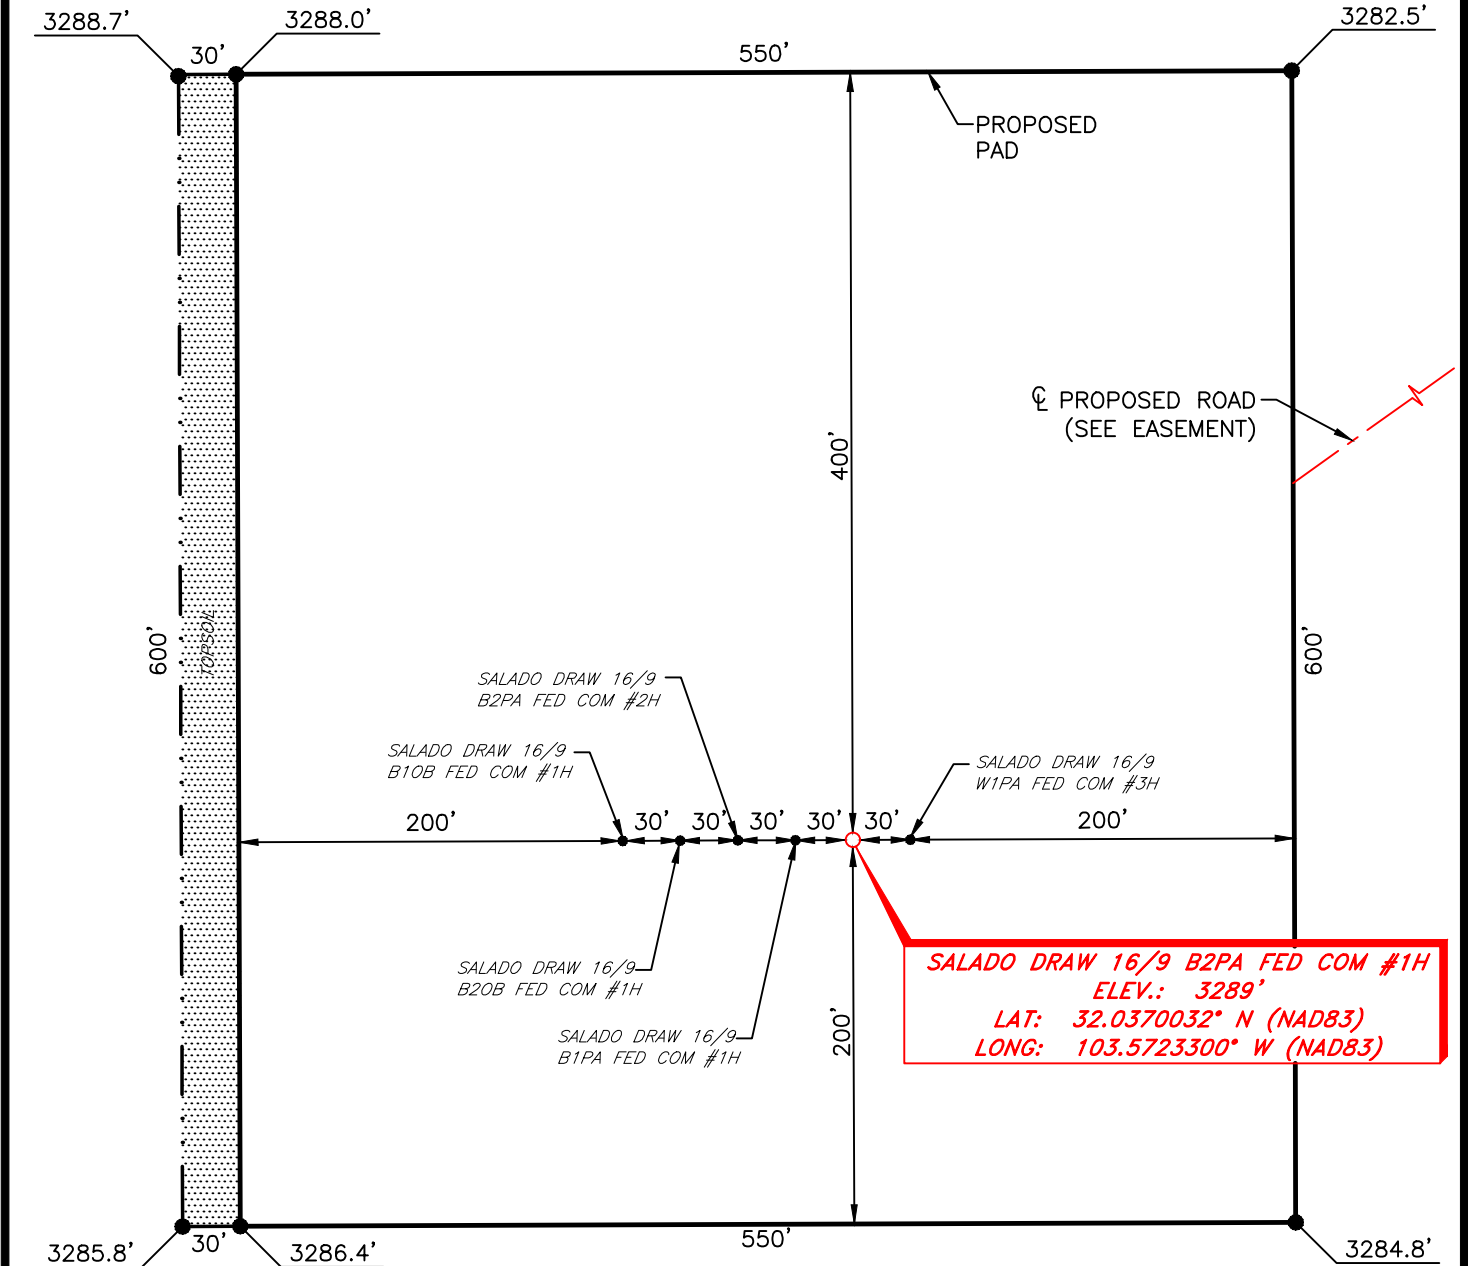 3288.7'
3288.0'
3282.5'
30'
550'
PROPOSED
PAD
℄ PROPOSED ROAD
(SEE EASEMENT)
400'
600'
TOPSOIL
600'
SALADO DRAW 16/9
B2PA FED COM #2H
SALADO DRAW 16/9
B1OB FED COM #1H
SALADO DRAW 16/9
W1PA FED COM #3H
200'
30'
30'
30'
30'
30'
200'
SALADO DRAW 16/9
B2OB FED COM #1H
SALADO DRAW 16/9
B1PA FED COM #1H
200'
SALADO DRAW 16/9 B2PA FED COM #1H
ELEV.: 3289'
LAT: 32.0370032° N (NAD83)
LONG: 103.5723300° W (NAD83)
3285.8'
30'
3286.4'
550'
3284.8'